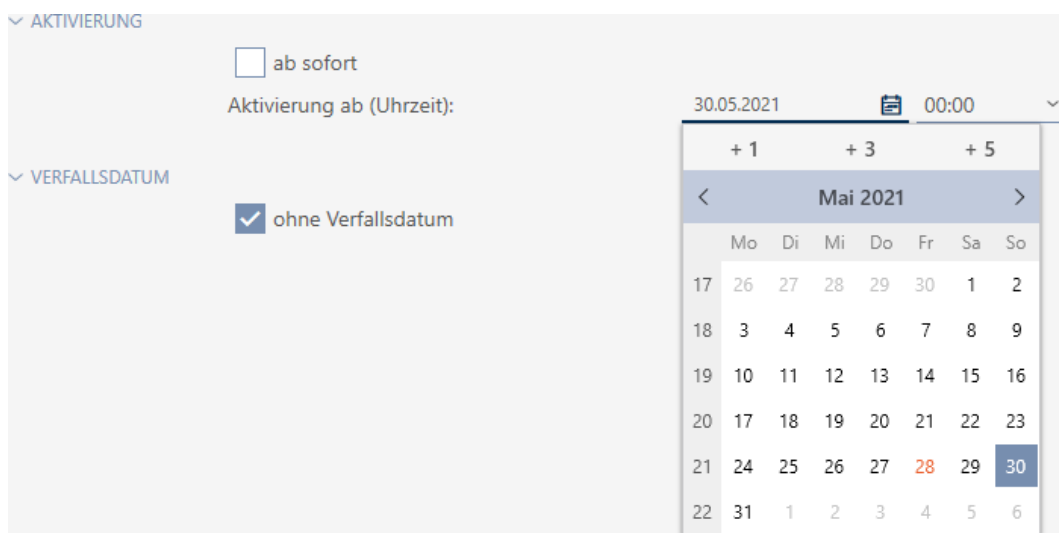 AKTIVIERUNG
ab sofort
Aktivierung ab (Uhrzeit): 30.05.2021 00:00
+ 1 + 3 + 5
VERFALLSDATUM
ohne Verfallsdatum
Mai 2021
Mo Di Mi Do Fr Sa So
17 26 27 28 29 30 1 2
18 3 4 5 6 7 8 9
19 10 11 12 13 14 15 16
20 17 18 19 20 21 22 23
21 24 25 26 27 28 29 30
22 31 1 2 3 4 5 6